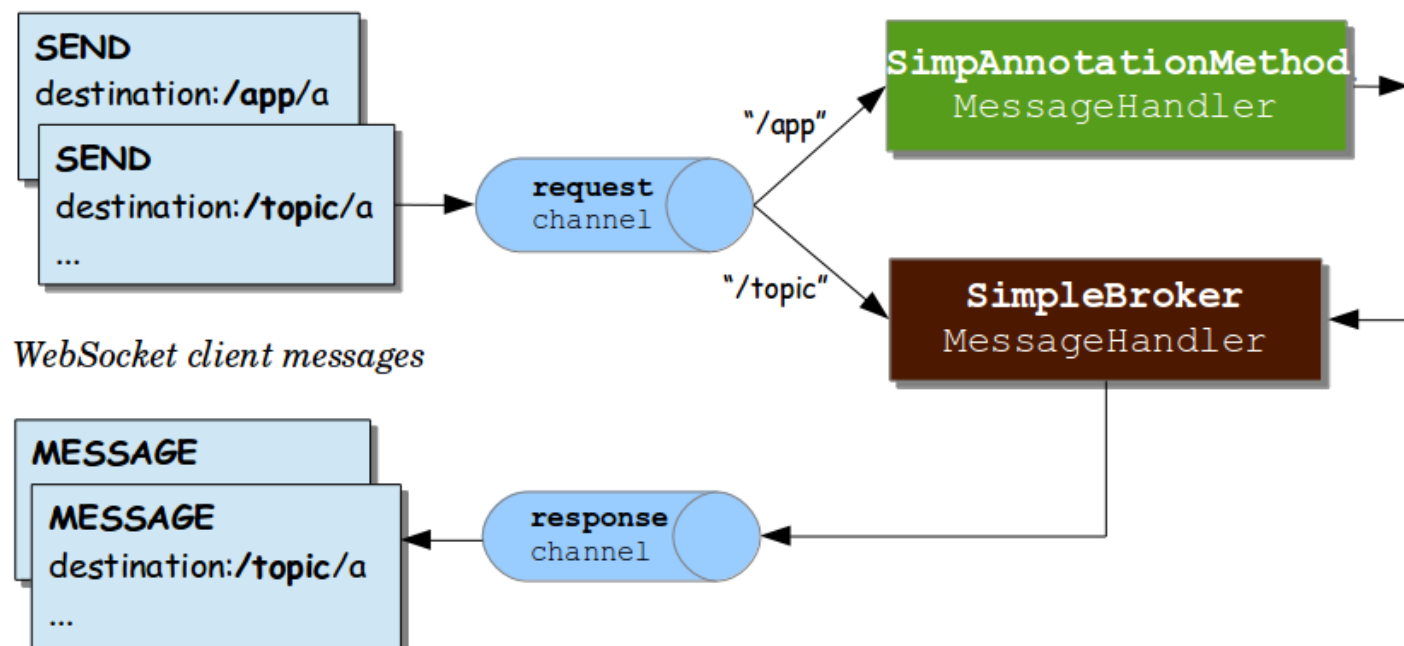 SEND
destination:/app/a
SEND
destination:/topic/a
...
WebSocket client messages
request
channel
“/app”
“/topic”
SimpAnnotationMethod
MessageHandler
SimpleBroker
MessageHandler
MESSAGE
MESSAGE
destination:/topic/a
...
response
channel